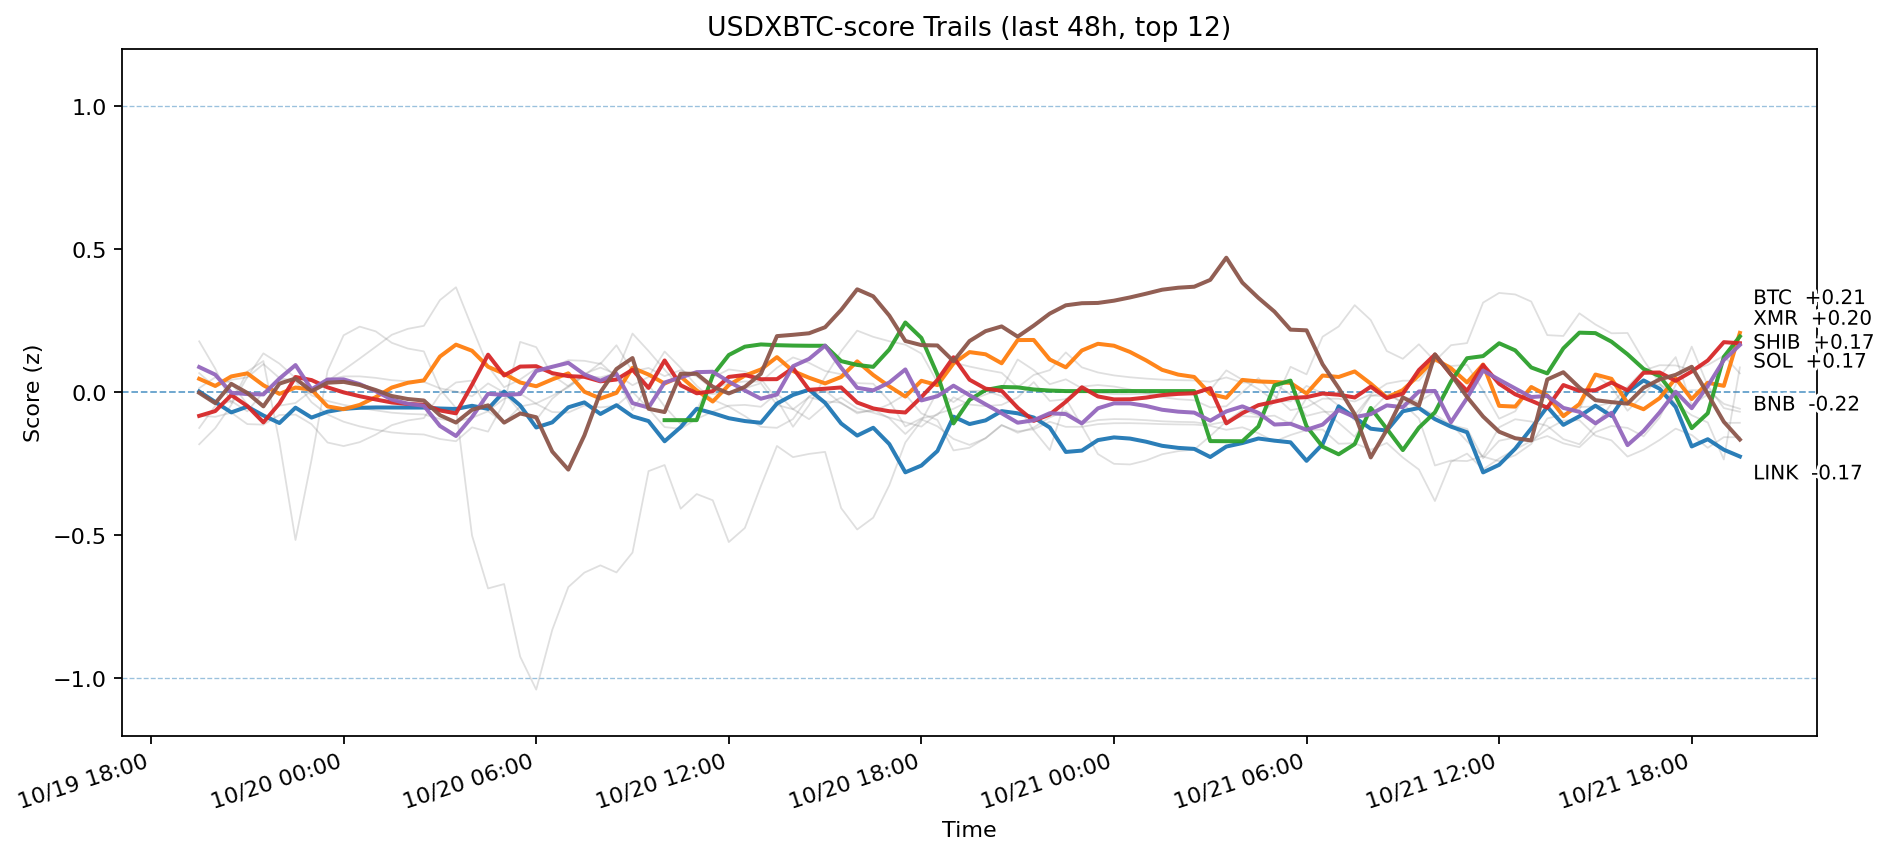 USDXBTC-score Trails (last 48h, top 12)
1.0
0.5
0.0
−0.5
−1.0
Score (z)
BTC +0.21
XMR +0.20
SHIB +0.17
SOL +0.17
BNB -0.22
LINK -0.17
10/19 18:00
10/20 00:00
10/20 06:00
10/20 12:00
10/20 18:00
10/21 00:00
10/21 06:00
10/21 12:00
10/21 18:00
Time